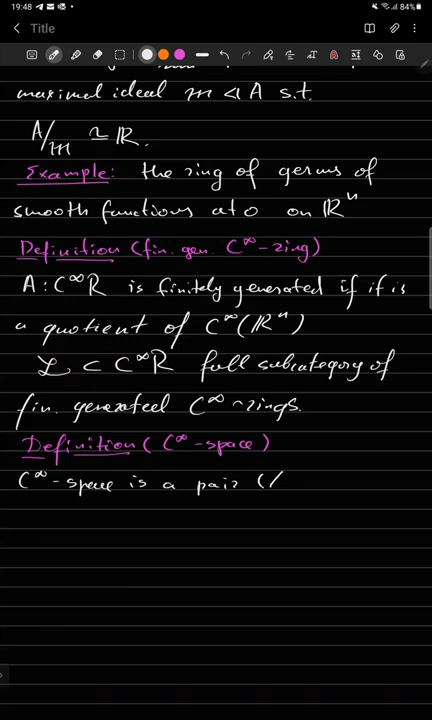 19:48
84%
Title
maximal ideal m ◁ A s.t.
A/m ≃ ℝ.
Example: the ring of germs of
smooth functions at 0 on ℝⁿ
Definition (fin. gen. C^∞-ring)
A : C^∞R is finitely generated if if is
a quotient of C^∞(ℝⁿ)
L ⊂ C^∞R full subcategory of
fin. generated C^∞-rings.
Definition (C^∞-space)
C^∞-space is a pair (